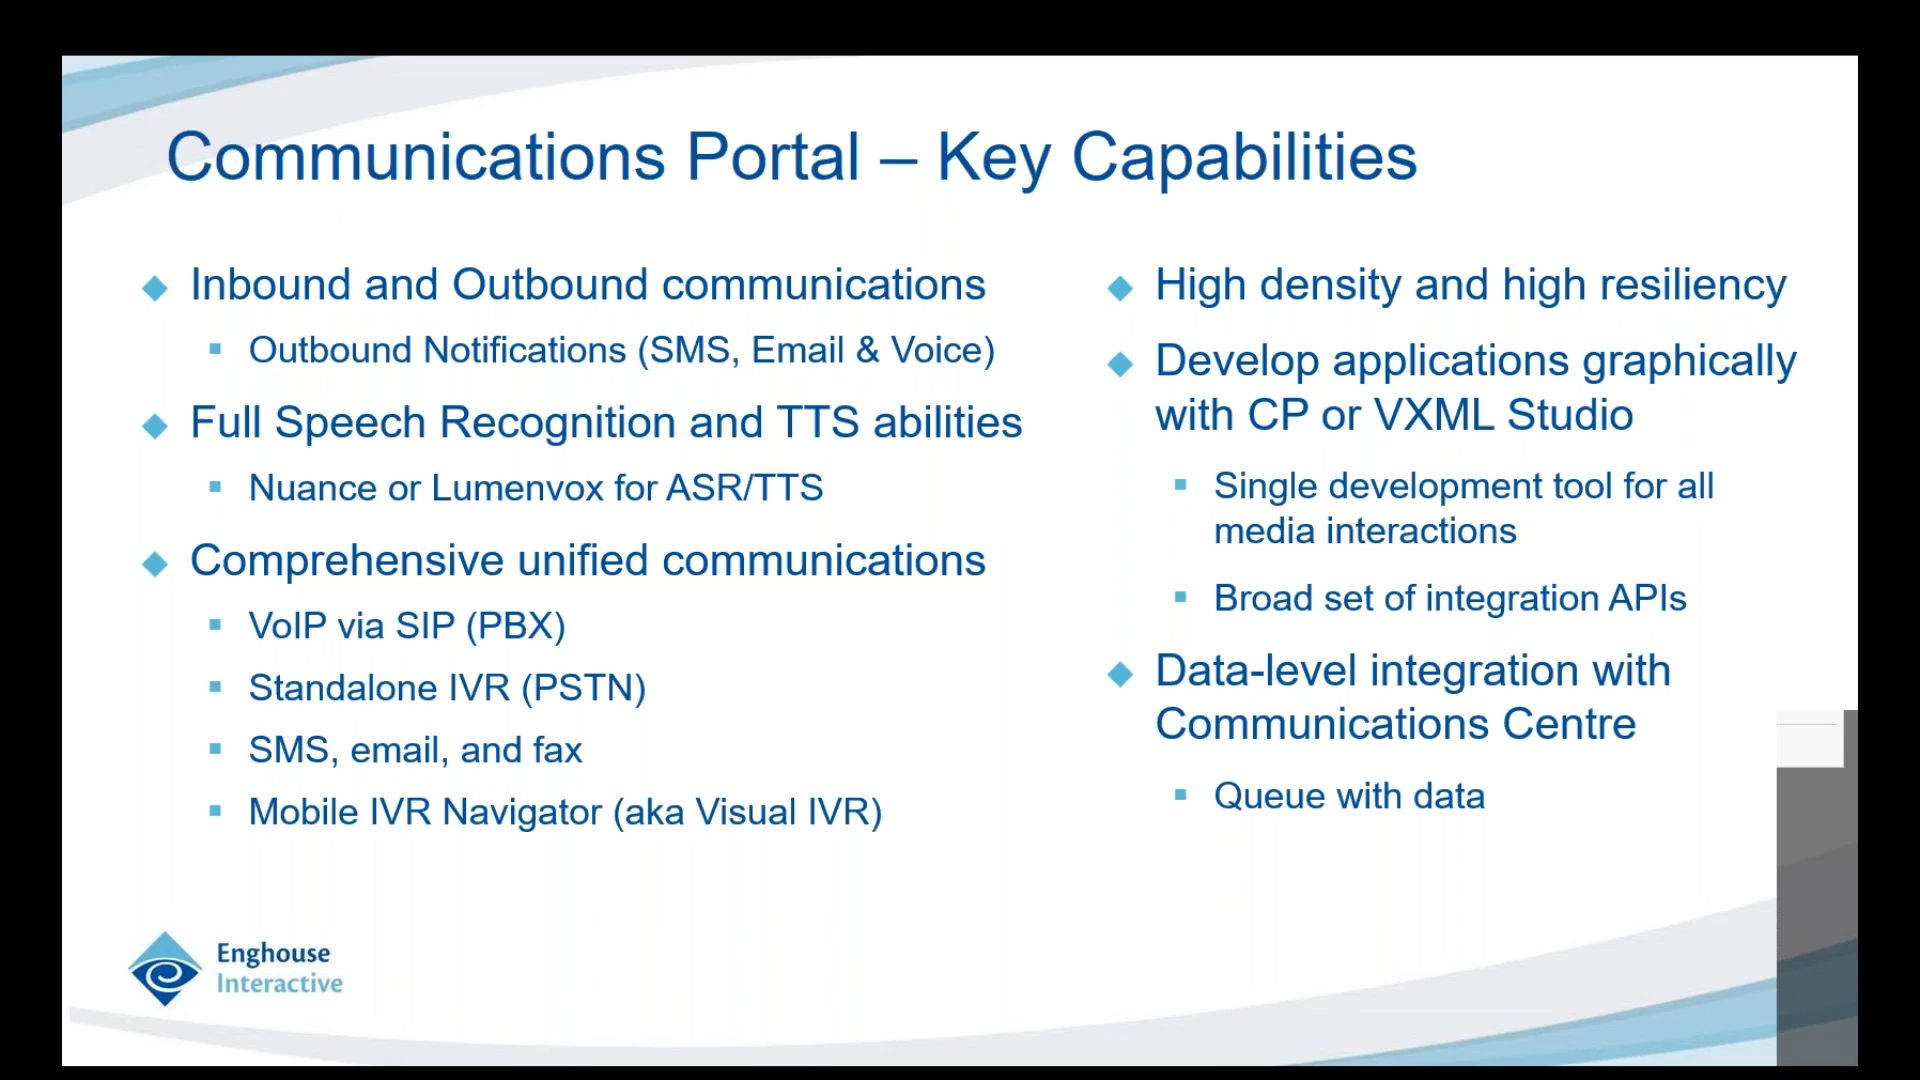 Communications Portal – Key Capabilities
Inbound and Outbound communications
Outbound Notifications (SMS, Email & Voice)
Full Speech Recognition and TTS abilities
Nuance or Lumenvox for ASR/TTS
Comprehensive unified communications
VoIP via SIP (PBX)
Standalone IVR (PSTN)
SMS, email, and fax
Mobile IVR Navigator (aka Visual IVR)
High density and high resiliency
Develop applications graphically
with CP or VXML Studio
Single development tool for all
media interactions
Broad set of integration APIs
Data-level integration with
Communications Centre
Queue with data
Enghouse
Interactive